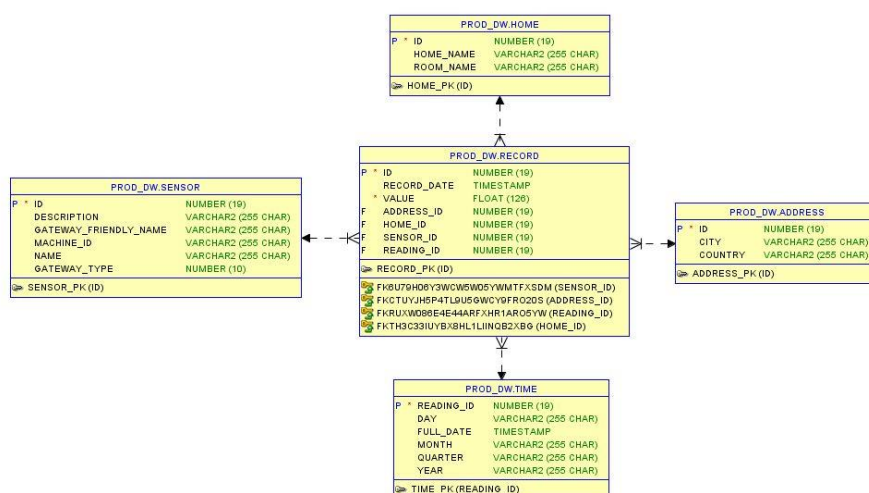 PROD_DW.HOME
P * ID NUMBER (19)
HOME_NAME VARCHAR2 (255 CHAR)
ROOM_NAME VARCHAR2 (255 CHAR)
HOME_PK (ID)
PROD_DW.RECORD
P * ID NUMBER (19)
RECORD_DATE TIMESTAMP
* VALUE FLOAT (126)
F ADDRESS_ID NUMBER (19)
F HOME_ID NUMBER (19)
F SENSOR_ID NUMBER (19)
F READING_ID NUMBER (19)
RECORD_PK (ID)
FK6U79H06Y3WCW5W05YWMTFXSDM (SENSOR_ID)
FKCTUYJH5P4TL9U5GWCY9FRO20S (ADDRESS_ID)
FKRUXW086E4E44ARFXHR1ARO5YW (READING_ID)
FKTH3C33IUYBX8HL1LIINQB2XBG (HOME_ID)
PROD_DW.SENSOR
P * ID NUMBER (19)
DESCRIPTION VARCHAR2 (255 CHAR)
GATEWAY_FRIENDLY_NAME VARCHAR2 (255 CHAR)
MACHINE_ID VARCHAR2 (255 CHAR)
NAME VARCHAR2 (255 CHAR)
GATEWAY_TYPE NUMBER (10)
SENSOR_PK (ID)
PROD_DW.ADDRESS
P * ID NUMBER (19)
CITY VARCHAR2 (255 CHAR)
COUNTRY VARCHAR2 (255 CHAR)
ADDRESS_PK (ID)
PROD_DW.TIME
P * READING_ID NUMBER (19)
DAY VARCHAR2 (255 CHAR)
FULL_DATE TIMESTAMP
MONTH VARCHAR2 (255 CHAR)
QUARTER VARCHAR2 (255 CHAR)
YEAR VARCHAR2 (255 CHAR)
TIME_PK (READING_ID)